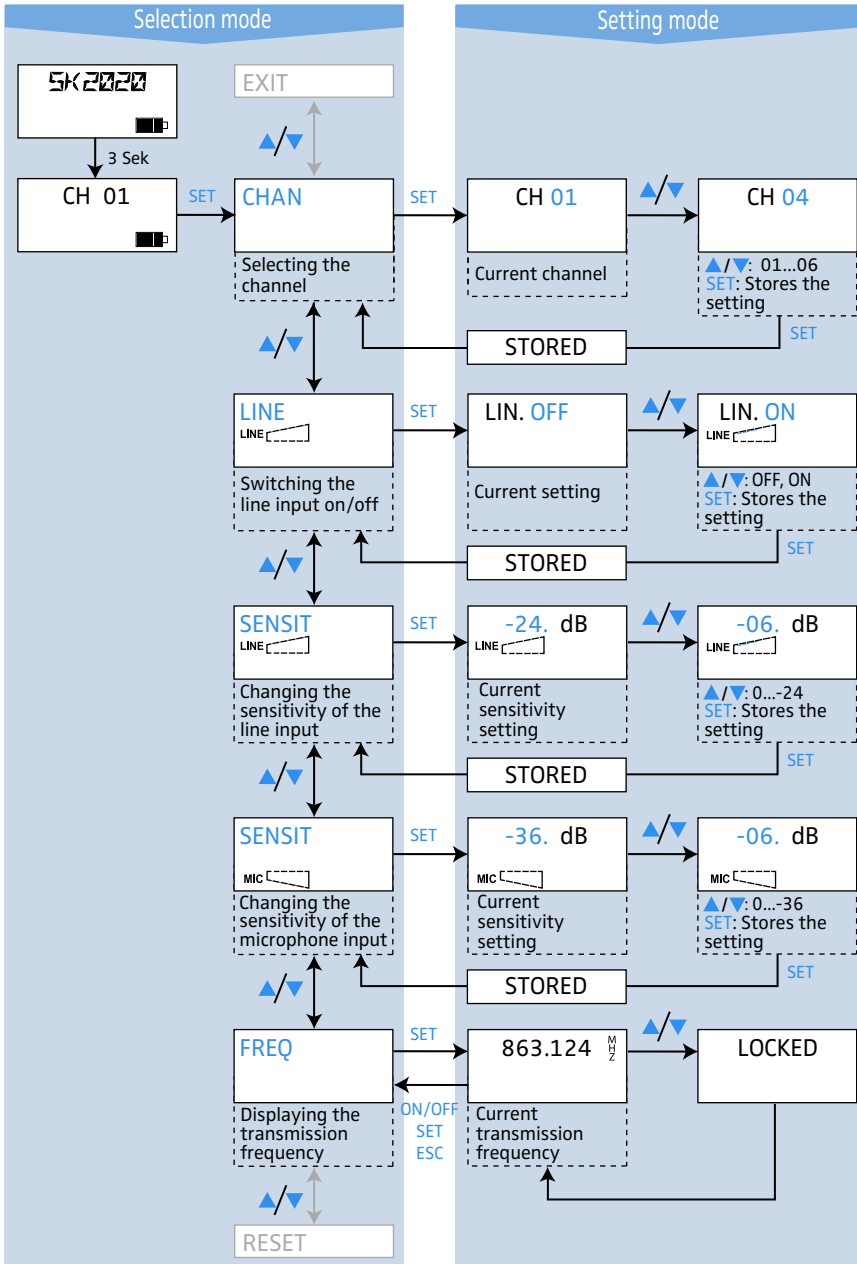 Selection mode
Setting mode
SK2020
EXIT
▲/▼
3 Sek
CH 01
SET
CHAN
SET
CH 01
▲/▼
CH 04
Selecting the
channel
Current channel
▲/▼: 01...06
SET: Stores the
setting
▲/▼
STORED
SET
LINE
LINE
SET
LIN. OFF
▲/▼
LIN. ON
LINE
Switching the
line input on/off
Current setting
▲/▼: OFF, ON
SET: Stores the
setting
▲/▼
STORED
SET
SENSIT
LINE
SET
-24. dB
LINE
▲/▼
-06. dB
LINE
Changing the
sensitivity of the
line input
Current
sensitivity
setting
▲/▼: 0...-24
SET: Stores the
setting
▲/▼
STORED
SET
SENSIT
MIC
SET
-36. dB
MIC
▲/▼
-06. dB
MIC
Changing the
sensitivity of the
microphone input
Current
sensitivity
setting
▲/▼: 0...-36
SET: Stores the
setting
▲/▼
STORED
SET
FREQ
SET
863.124 MHZ
▲/▼
LOCKED
ON/OFF
SET
ESC
Displaying the
transmission
frequency
Current
transmission
frequency
▲/▼
RESET